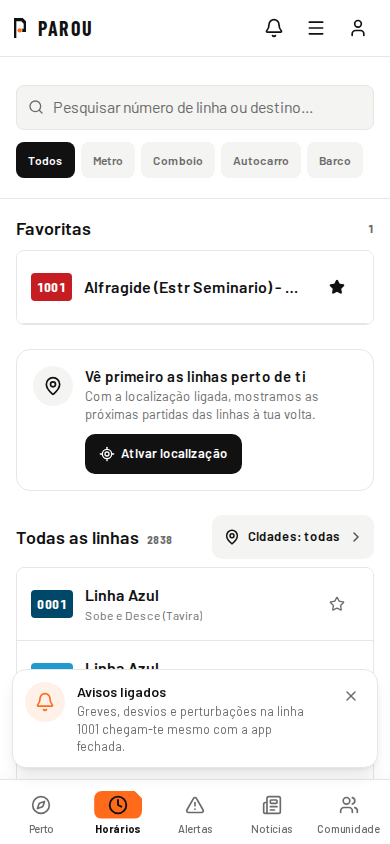 PAROU
Pesquisar número de linha ou destino...
Todos
Metro
Comboio
Autocarro
Barco
Favoritas
1
1001
Alfragide (Estr Seminario) - ...
Vê primeiro as linhas perto de ti
Com a localização ligada, mostramos as
próximas partidas das linhas à tua volta.
Ativar localização
Todas as linhas 2838
Cidades: todas
0001
Linha Azul
Sobe e Desce (Tavira)
Linha Azul
Avisos ligados
Greves, desvios e perturbações na linha
1001 chegam-te mesmo com a app
fechada.
Perto
Horários
Alertas
Notícias
Comunidade